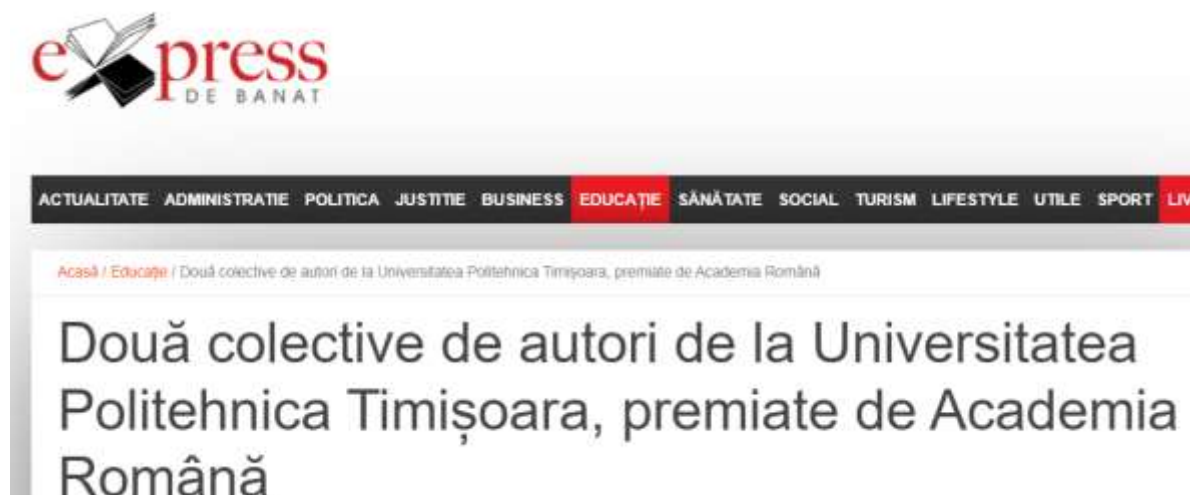 express
DE BANAT
ACTUALITATE ADMINISTRATIE POLITICA JUSTITIE BUSINESS EDUCAȚIE SĂNĂTATE SOCIAL TURISM LIFESTYLE UTILE SPORT LIV
Acasă / Educație / Două colective de autori de la Universitatea Politehnica Timișoara, premiate de Academia Română
Două colective de autori de la Universitatea
Politehnica Timișoara, premiate de Academia
Română